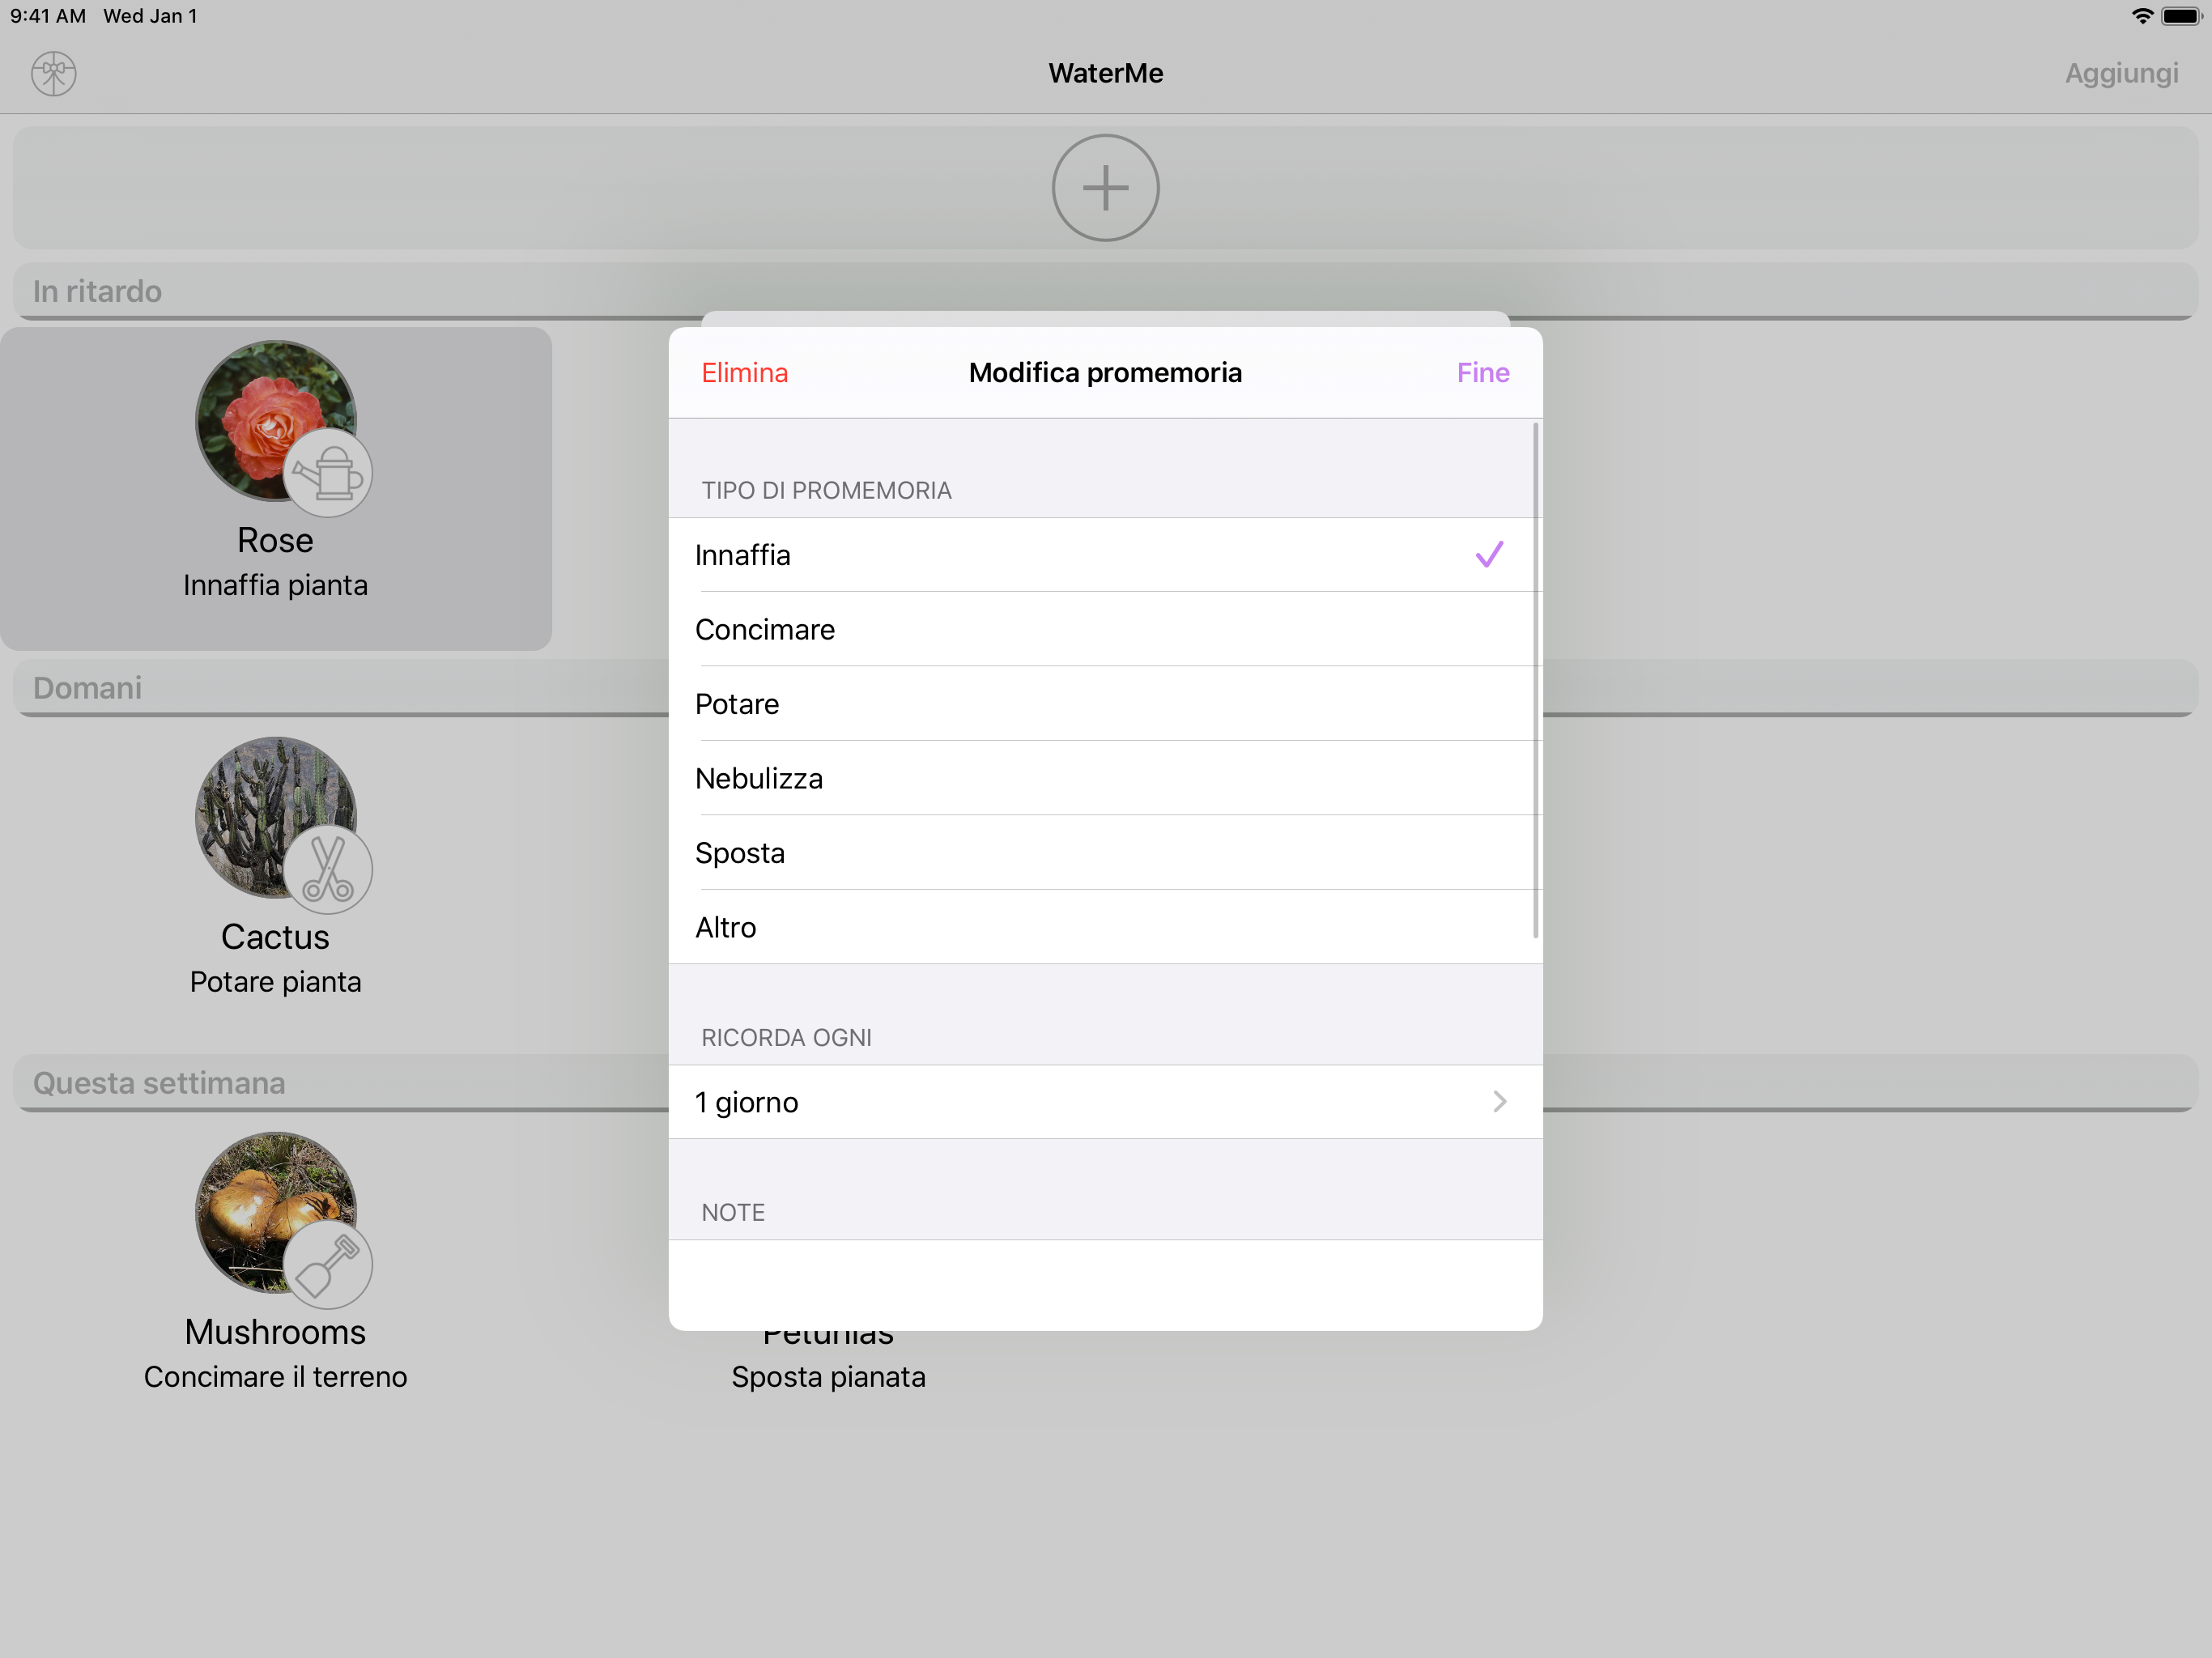 9:41 AM Wed Jan 1
WaterMe
Aggiungi
In ritardo
Rose
Innaffia pianta
Domani
Cactus
Potare pianta
Questa settimana
Mushrooms
Concimare il terreno
Petunias
Sposta pianata
Elimina
Modifica promemoria
Fine
TIPO DI PROMEMORIA
Innaffia
Concimare
Potare
Nebulizza
Sposta
Altro
RICORDA OGNI
1 giorno
NOTE